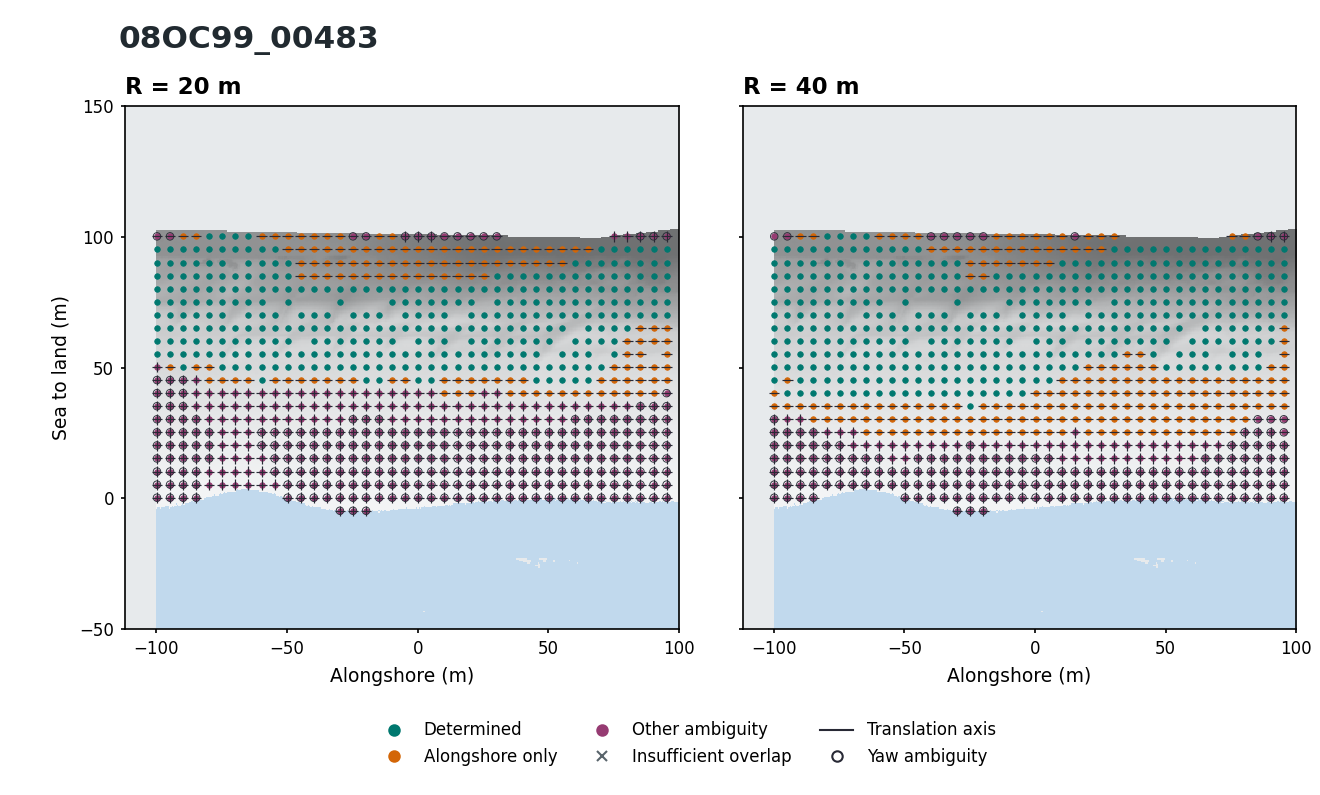 08OC99_00483
R = 20 m
R = 40 m
150
100
50
0
−50
Sea to land (m)
−100
−50
0
50
100
−100
−50
0
50
100
Alongshore (m)
Alongshore (m)
Determined
Other ambiguity
Translation axis
Alongshore only
Insufficient overlap
Yaw ambiguity